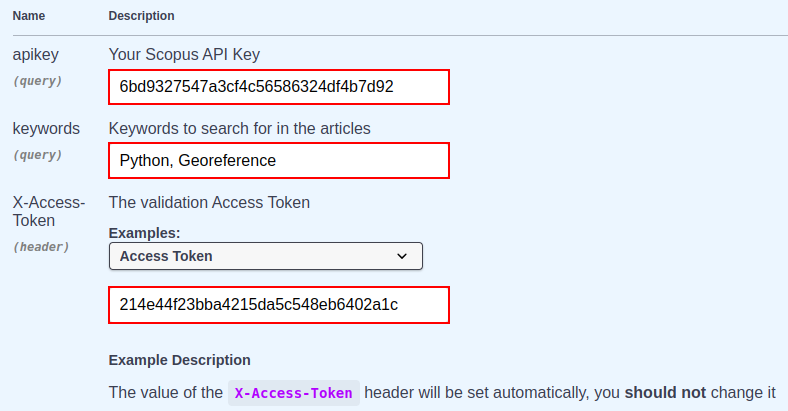 Name Description
apikey Your Scopus API Key
(query) 6bd9327547a3cf4c56586324df4b7d92
keywords Keywords to search for in the articles
(query) Python, Georeference
X-Access- The validation Access Token
Token
(header) Examples:
Access Token
214e44f23bba4215da5c548eb6402a1c
Example Description
The value of the X-Access-Token header will be set automatically, you should not change it